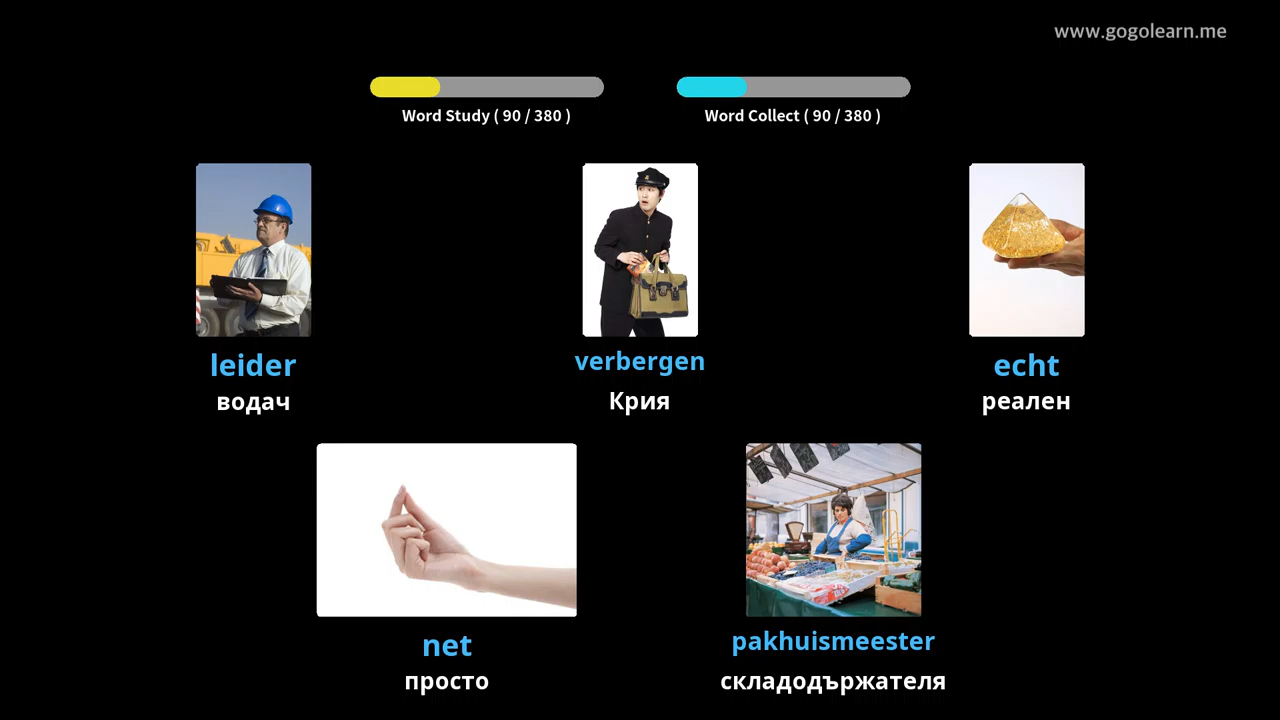 www.gogolearn.me
Word Study ( 90 / 380 )
Word Collect ( 90 / 380 )
leider
verbergen
echt
водач
Крия
реален
net
pakhuismeester
просто
складодържателя